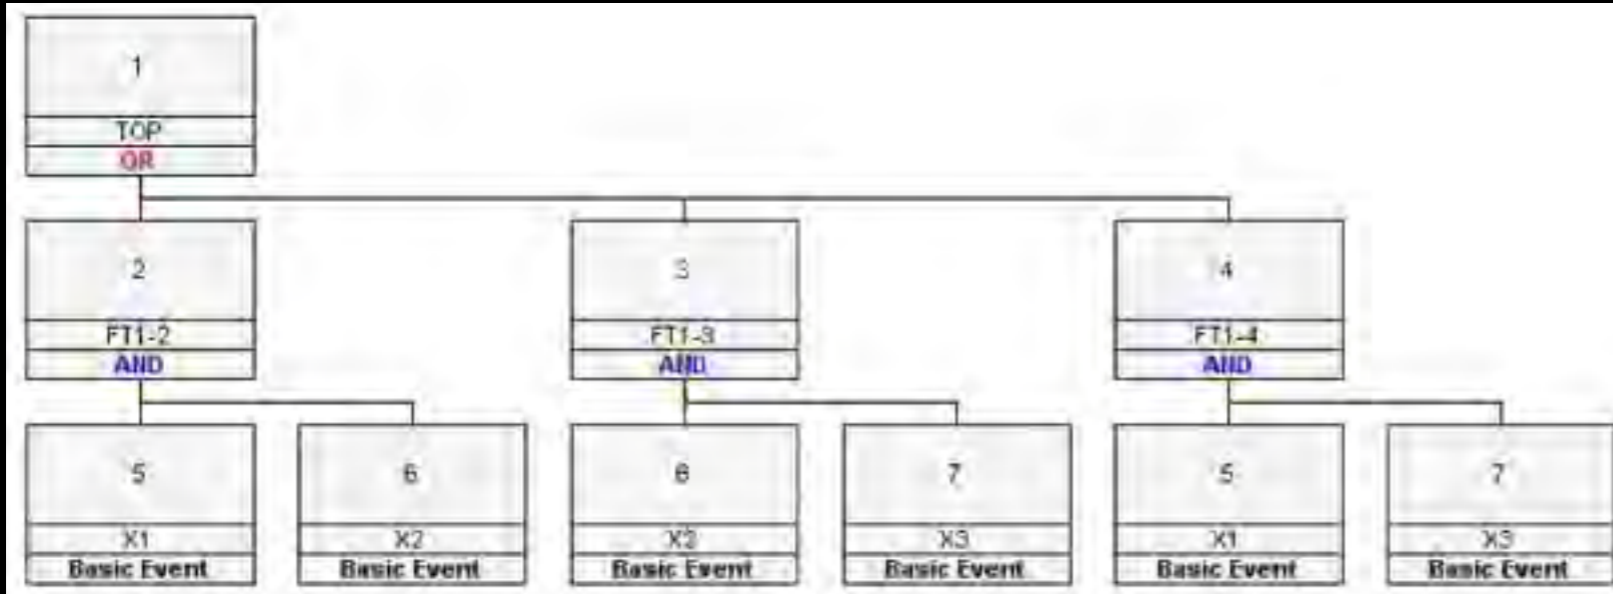 1
TOP
OR
2
3
4
FT1-2
FT1-3
FT1-4
AND
AND
AND
5
6
6
7
5
7
X1
X2
X2
X3
X1
X3
Basic Event
Basic Event
Basic Event
Basic Event
Basic Event
Basic Event